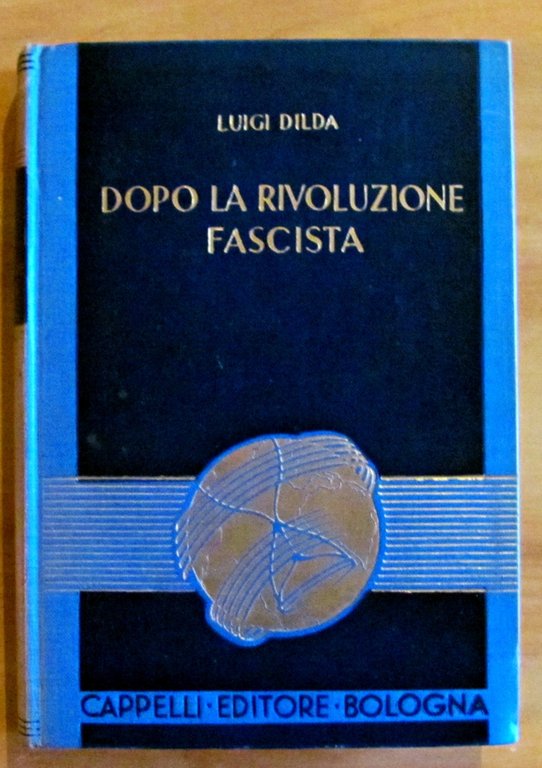 LUIGI DILDA
DOPO LA RIVOLUZIONE
FASCISTA
CAPPELLI·EDITORE·BOLOGNA